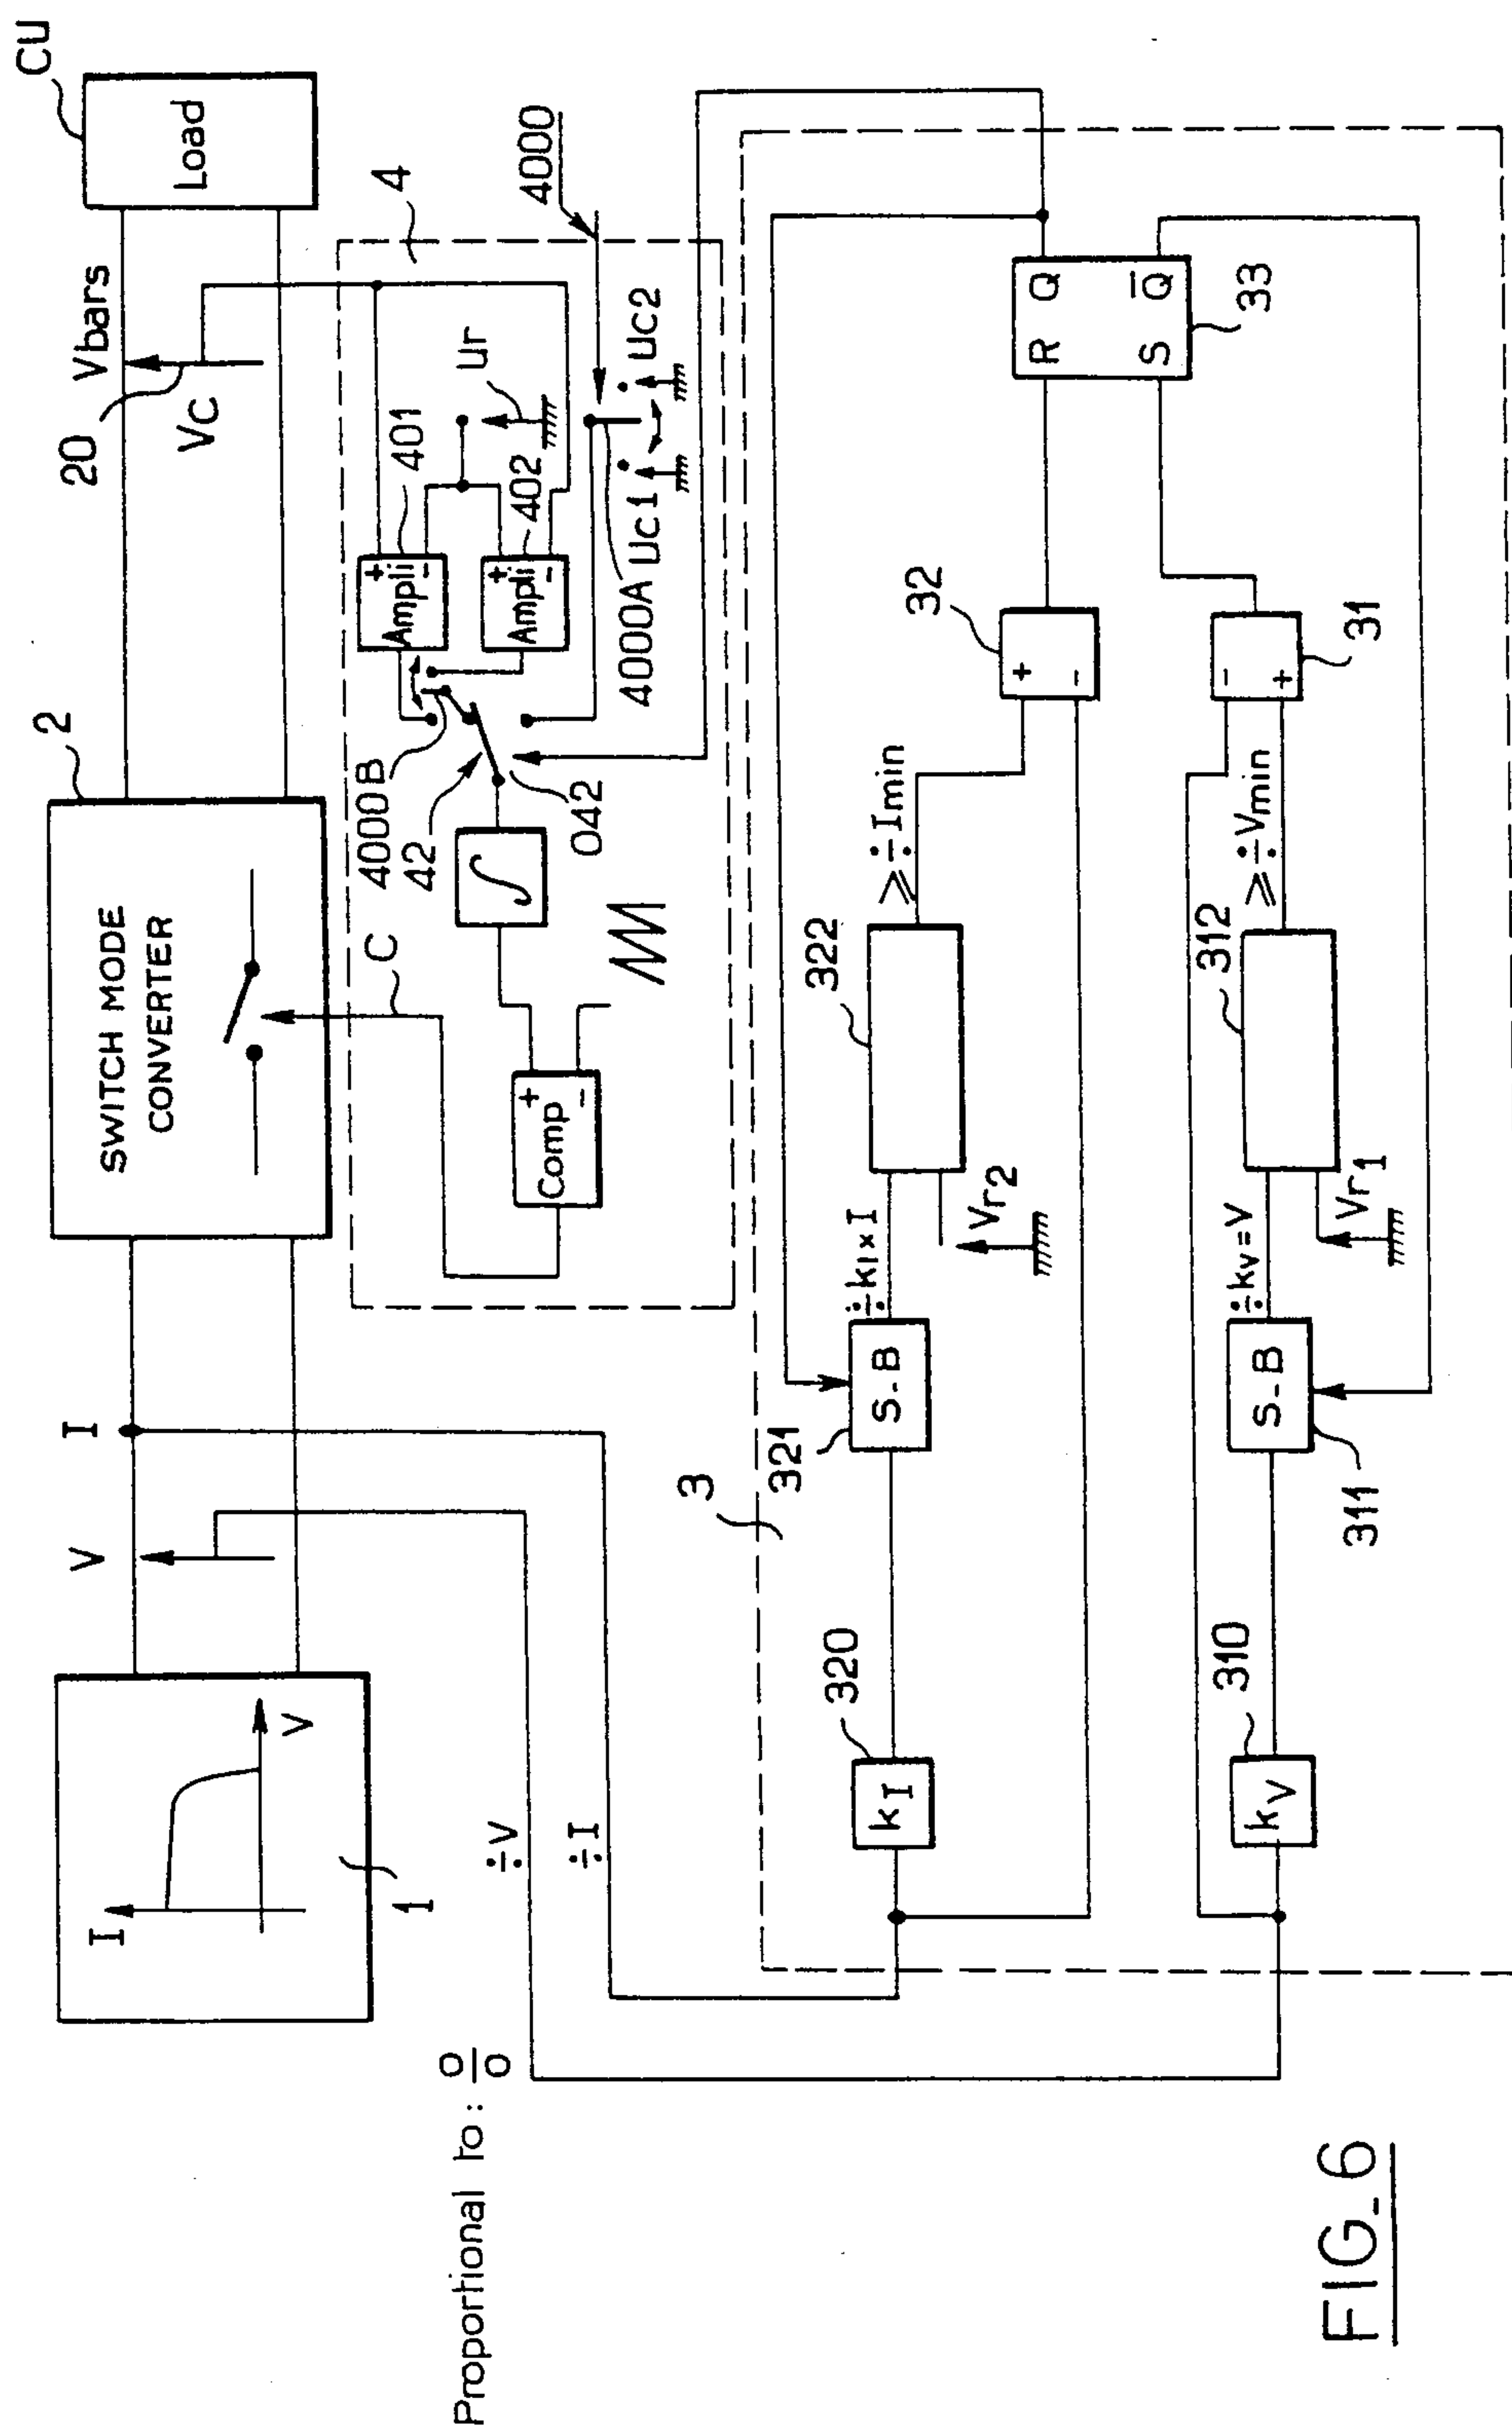 I
V
1
V
I
SWITCH MODE
CONVERTER
2
20
Vbars
VC
Load
CU
C
Comp
+
-
4000B
42
042
Ampli
+
-
401
Ampli
+
-
402
Ur
4
4000
4000A
Uc1
Uc2
Proportional to : o/o
÷V
÷I
3
320
kI
321
S-B
÷kI×I
Vr2
322
≥÷Imin
32
+
-
310
kV
311
S-B
÷kV=V
Vr1
312
≥÷Vmin
31
-
+
R
Q
S
Q̅
33
FIG_6